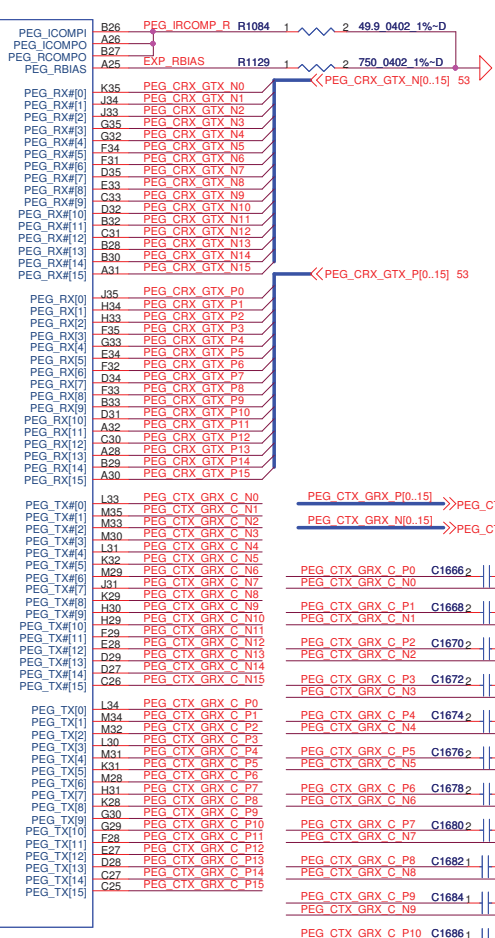 PEG_ICOMPI B26 PEG_IRCOMP_R R1084 1 2 49.9_0402_1%~D
PEG_ICOMPO A26
PEG_RCOMPO B27
PEG_RBIAS A25 EXP_RBIAS R1129 1 2 750_0402_1%~D
PEG_CRX_GTX_N[0..15] 53
PEG_RX#[0] K35 PEG_CRX_GTX_N0
PEG_RX#[1] J34 PEG_CRX_GTX_N1
PEG_RX#[2] J33 PEG_CRX_GTX_N2
PEG_RX#[3] G35 PEG_CRX_GTX_N3
PEG_RX#[4] G32 PEG_CRX_GTX_N4
PEG_RX#[5] F34 PEG_CRX_GTX_N5
PEG_RX#[6] F31 PEG_CRX_GTX_N6
PEG_RX#[7] D35 PEG_CRX_GTX_N7
PEG_RX#[8] E33 PEG_CRX_GTX_N8
PEG_RX#[9] C33 PEG_CRX_GTX_N9
PEG_RX#[10] D32 PEG_CRX_GTX_N10
PEG_RX#[11] B32 PEG_CRX_GTX_N11
PEG_RX#[12] C31 PEG_CRX_GTX_N12
PEG_RX#[13] B28 PEG_CRX_GTX_N13
PEG_RX#[14] B30 PEG_CRX_GTX_N14
PEG_RX#[15] A31 PEG_CRX_GTX_N15
PEG_CRX_GTX_P[0..15] 53
PEG_RX[0] J35 PEG_CRX_GTX_P0
PEG_RX[1] H34 PEG_CRX_GTX_P1
PEG_RX[2] H33 PEG_CRX_GTX_P2
PEG_RX[3] F35 PEG_CRX_GTX_P3
PEG_RX[4] G33 PEG_CRX_GTX_P4
PEG_RX[5] E34 PEG_CRX_GTX_P5
PEG_RX[6] F32 PEG_CRX_GTX_P6
PEG_RX[7] D34 PEG_CRX_GTX_P7
PEG_RX[8] F33 PEG_CRX_GTX_P8
PEG_RX[9] B33 PEG_CRX_GTX_P9
PEG_RX[10] D31 PEG_CRX_GTX_P10
PEG_RX[11] A32 PEG_CRX_GTX_P11
PEG_RX[12] C30 PEG_CRX_GTX_P12
PEG_RX[13] A28 PEG_CRX_GTX_P13
PEG_RX[14] B29 PEG_CRX_GTX_P14
PEG_RX[15] A30 PEG_CRX_GTX_P15
PEG_TX#[0] L33 PEG_CTX_GRX_C_N0
PEG_TX#[1] M35 PEG_CTX_GRX_C_N1
PEG_TX#[2] M33 PEG_CTX_GRX_C_N2
PEG_TX#[3] M30 PEG_CTX_GRX_C_N3
PEG_TX#[4] L31 PEG_CTX_GRX_C_N4
PEG_TX#[5] K32 PEG_CTX_GRX_C_N5
PEG_TX#[6] M29 PEG_CTX_GRX_C_N6
PEG_TX#[7] J31 PEG_CTX_GRX_C_N7
PEG_TX#[8] K29 PEG_CTX_GRX_C_N8
PEG_TX#[9] H30 PEG_CTX_GRX_C_N9
PEG_TX#[10] H29 PEG_CTX_GRX_C_N10
PEG_TX#[11] F29 PEG_CTX_GRX_C_N11
PEG_TX#[12] E28 PEG_CTX_GRX_C_N12
PEG_TX#[13] D29 PEG_CTX_GRX_C_N13
PEG_TX#[14] D27 PEG_CTX_GRX_C_N14
PEG_TX#[15] C26 PEG_CTX_GRX_C_N15
PEG_TX[0] L34 PEG_CTX_GRX_C_P0
PEG_TX[1] M34 PEG_CTX_GRX_C_P1
PEG_TX[2] M32 PEG_CTX_GRX_C_P2
PEG_TX[3] L30 PEG_CTX_GRX_C_P3
PEG_TX[4] M31 PEG_CTX_GRX_C_P4
PEG_TX[5] K31 PEG_CTX_GRX_C_P5
PEG_TX[6] M28 PEG_CTX_GRX_C_P6
PEG_TX[7] H31 PEG_CTX_GRX_C_P7
PEG_TX[8] K28 PEG_CTX_GRX_C_P8
PEG_TX[9] G30 PEG_CTX_GRX_C_P9
PEG_TX[10] G29 PEG_CTX_GRX_C_P10
PEG_TX[11] F28 PEG_CTX_GRX_C_P11
PEG_TX[12] E27 PEG_CTX_GRX_C_P12
PEG_TX[13] D28 PEG_CTX_GRX_C_P13
PEG_TX[14] C27 PEG_CTX_GRX_C_P14
PEG_TX[15] C25 PEG_CTX_GRX_C_P15
PEG_CTX_GRX_P[0..15] PEG_C
PEG_CTX_GRX_N[0..15] PEG_C
PEG_CTX_GRX_C_P0 C1666 2
PEG_CTX_GRX_C_N0
PEG_CTX_GRX_C_P1 C1668 2
PEG_CTX_GRX_C_N1
PEG_CTX_GRX_C_P2 C1670 2
PEG_CTX_GRX_C_N2
PEG_CTX_GRX_C_P3 C1672 2
PEG_CTX_GRX_C_N3
PEG_CTX_GRX_C_P4 C1674 2
PEG_CTX_GRX_C_N4
PEG_CTX_GRX_C_P5 C1676 2
PEG_CTX_GRX_C_N5
PEG_CTX_GRX_C_P6 C1678 2
PEG_CTX_GRX_C_N6
PEG_CTX_GRX_C_P7 C1680 2
PEG_CTX_GRX_C_N7
PEG_CTX_GRX_C_P8 C1682 1
PEG_CTX_GRX_C_N8
PEG_CTX_GRX_C_P9 C1684 1
PEG_CTX_GRX_C_N9
PEG_CTX_GRX_C_P10 C1686 1